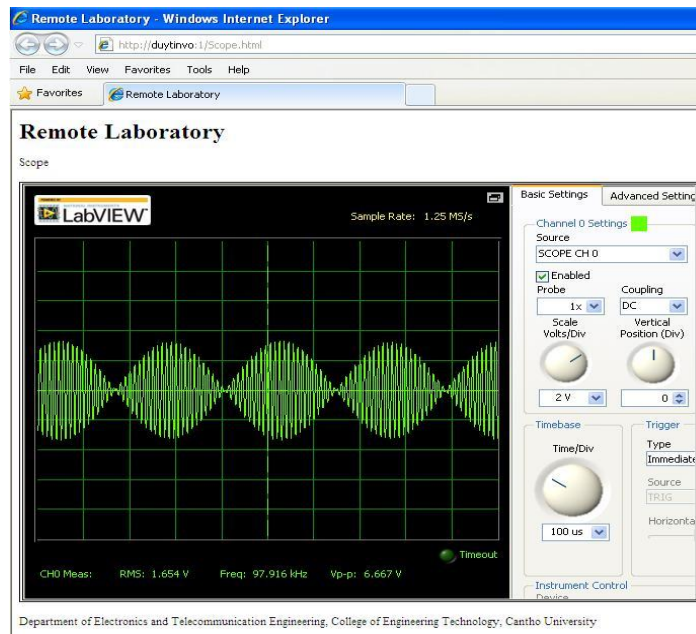 Remote Laboratory - Windows Internet Explorer
http://duytinvo:1/Scope.html
File Edit View Favorites Tools Help
Favorites Remote Laboratory
Remote Laboratory
Scope
LabVIEW
Sample Rate: 1.25 MS/s
Basic Settings Advanced Setting
Channel 0 Settings
Source
SCOPE CH 0
Enabled
Probe Coupling
1x DC
Scale Vertical
Volts/Div Position (Div)
2 V 0
Timebase Trigger
Time/Div
Type
Immediate
Source
TRIG
Horizonta
100 us
Timeout
CH0 Meas: RMS: 1.654 V Freq: 97.916 kHz Vp-p: 6.667 V
Instrument Control
Device
Department of Electronics and Telecommunication Engineering, College of Engineering Technology, Cantho University